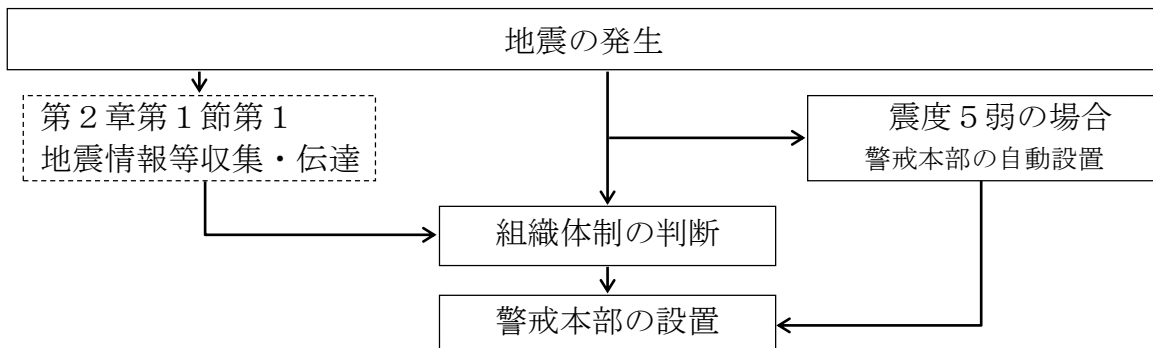 地震の発生
第２章第１節第１
地震情報等収集・伝達
震度５弱の場合
警戒本部の自動設置
組織体制の判断
警戒本部の設置